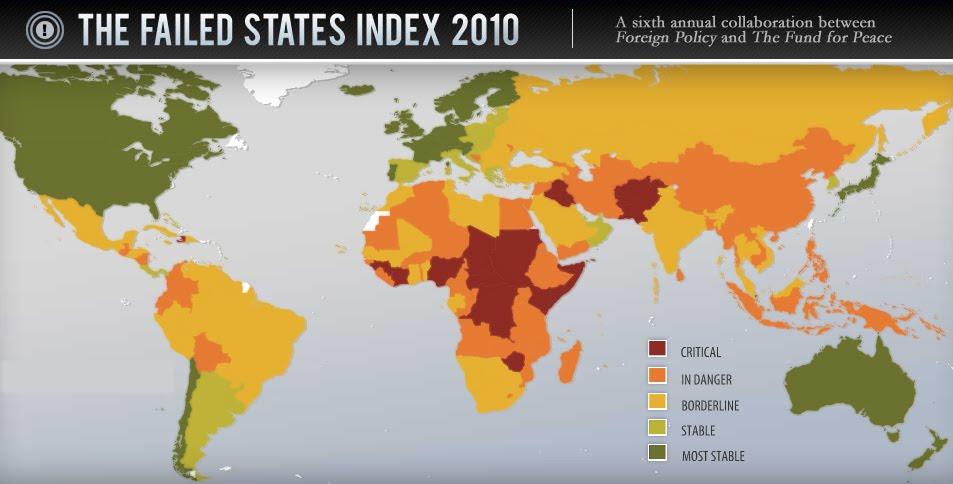 THE FAILED STATES INDEX 2010
A sixth annual collaboration between
Foreign Policy and The Fund for Peace
CRITICAL
IN DANGER
BORDERLINE
STABLE
MOST STABLE